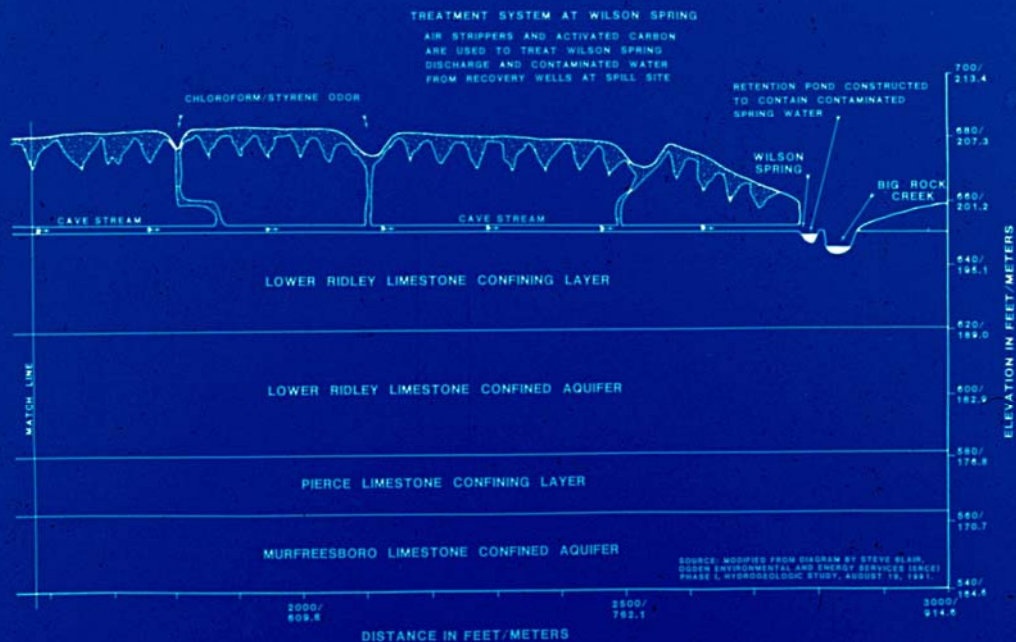 TREATMENT SYSTEM AT WILSON SPRING
AIR STRIPPERS AND ACTIVATED CARBON
ARE USED TO TREAT WILSON SPRING
DISCHARGE AND CONTAMINATED WATER
FROM RECOVERY WELLS AT SPILL SITE
CHLOROFORM/STYRENE ODOR
RETENTION POND CONSTRUCTED
TO CONTAIN CONTAMINATED
SPRING WATER
WILSON
SPRING
BIG ROCK
CREEK
CAVE STREAM
CAVE STREAM
LOWER RIDLEY LIMESTONE CONFINING LAYER
LOWER RIDLEY LIMESTONE CONFINED AQUIFER
PIERCE LIMESTONE CONFINING LAYER
MURFREESBORO LIMESTONE CONFINED AQUIFER
MATCH LINE
700/
213.4
680/
207.3
660/
201.2
640/
195.1
620/
189.0
600/
182.9
580/
176.8
560/
170.7
540/
164.6
ELEVATION IN FEET/METERS
SOURCE: MODIFIED FROM DIAGRAM BY STEVE BLAIR,
OGDEN ENVIRONMENTAL AND ENERGY SERVICES (ERCE)
PHASE I, HYDROGEOLOGIC STUDY, AUGUST 19, 1991.
2000/
609.6
2500/
762.1
3000/
914.6
DISTANCE IN FEET/METERS